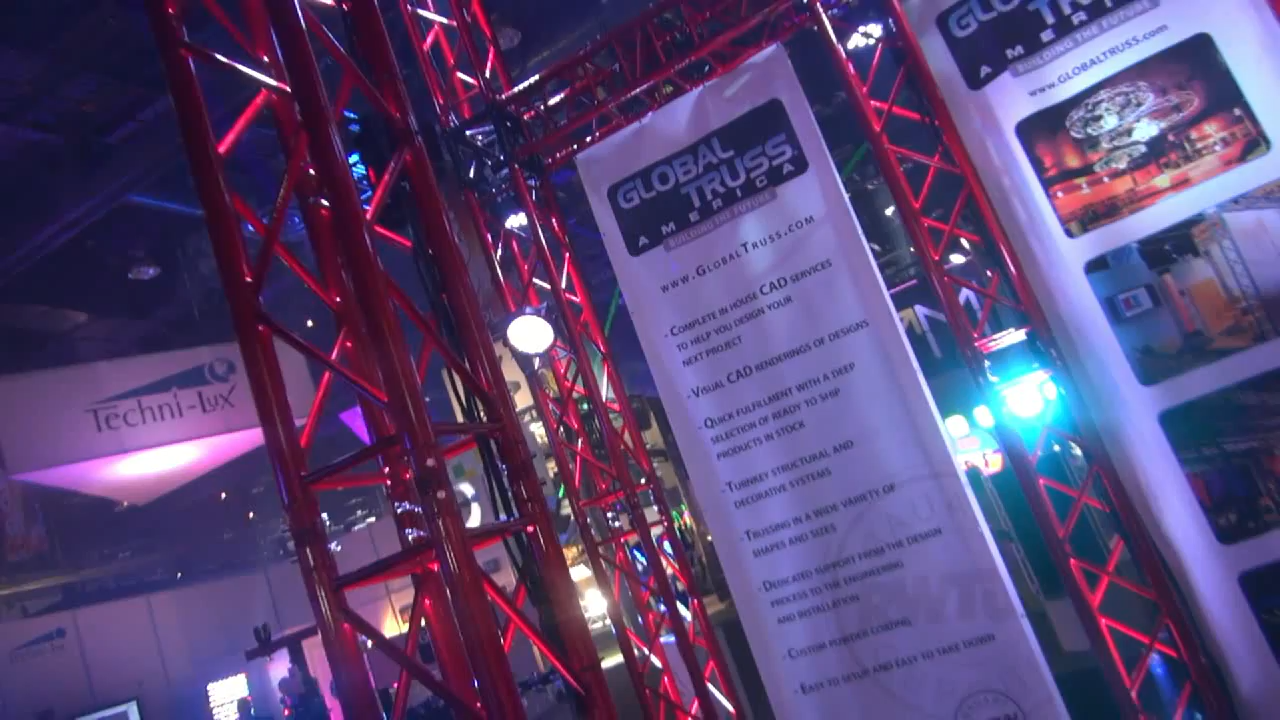 GLOBAL
TRUSS
AMERICA
BUILDING THE FUTURE
www.GlobalTruss.com
- Complete in house CAD services
to help you design your
next project
- Visual CAD renderings of designs
- Quick fulfillment with a deep
selection of ready to ship
products in stock
- Turnkey structural and
decorative systems
- Trussing in a wide variety of
shapes and sizes
- Dedicated support from the design
process to the engineering
and installation
- Custom powder coating
- Easy to setup and easy to take down
GLOBAL
TRUSS
AMERICA
BUILDING THE FUTURE
www.GLOBALTRUSS.com
Techni-Lux
Techni-Lux